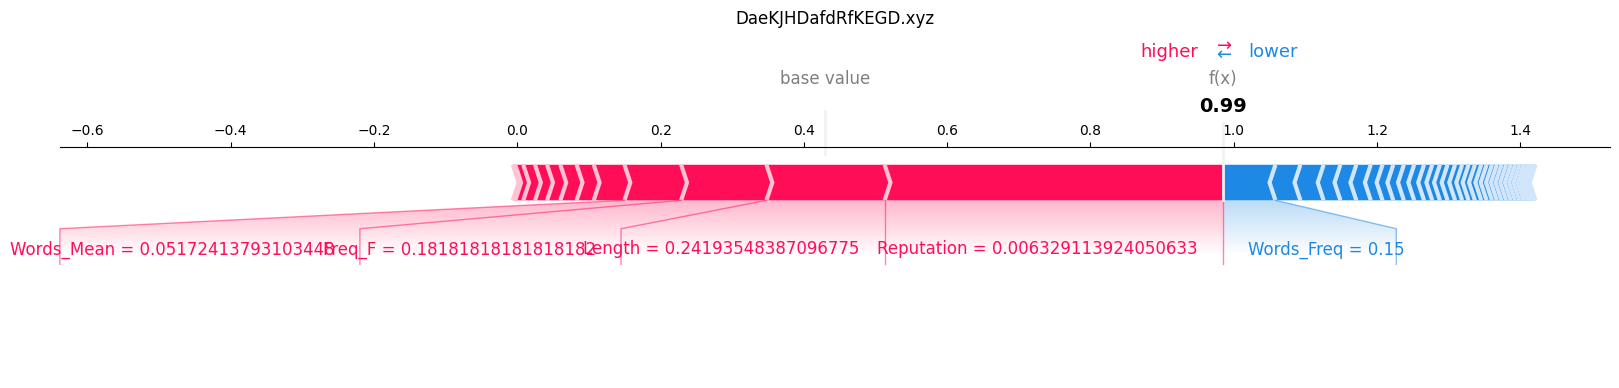 DaeKJHDafdRfKEGD.xyz
higher → lower
←
base value f(x)
0.99
−0.6 −0.4 −0.2 0.0 0.2 0.4 0.6 0.8 1.0 1.2 1.4
Words_Mean = 0.05172413793103448 Freq_F = 0.18181818181818182 Length = 0.24193548387096775 Reputation = 0.006329113924050633 Words_Freq = 0.15